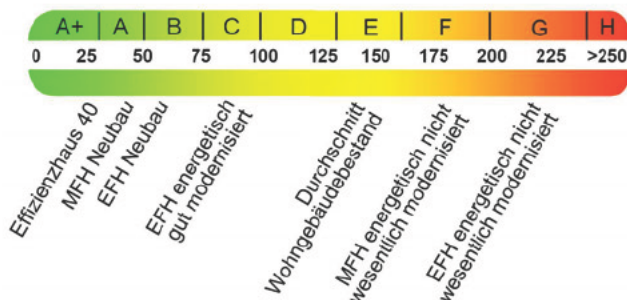 A+ A B C D E F G H
0 25 50 75 100 125 150 175 200 225 >250
Effizienzhaus 40
MFH Neubau
EFH Neubau
EFH energetisch
gut modernisiert
Durchschnitt
Wohngebäudebestand
MFH energetisch nicht
wesentlich modernisiert
EFH energetisch nicht
wesentlich modernisiert